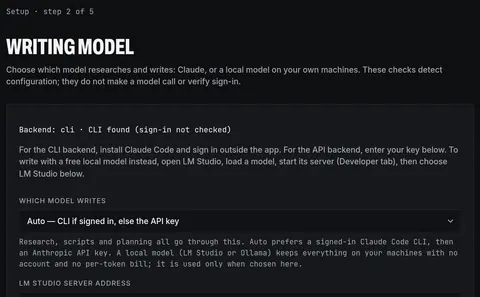 Setup · step 2 of 5
WRITING MODEL
Choose which model researches and writes: Claude, or a local model on your own machines. These checks detect
configuration; they do not make a model call or verify sign-in.
Backend: cli · CLI found (sign-in not checked)
For the CLI backend, install Claude Code and sign in outside the app. For the API backend, enter your key below. To
write with a free local model instead, open LM Studio, load a model, start its server (Developer tab), then choose
LM Studio below.
WHICH MODEL WRITES
Auto — CLI if signed in, else the API key
Research, scripts and planning all go through this. Auto prefers a signed-in Claude Code CLI, then
an Anthropic API key. A local model (LM Studio or Ollama) keeps everything on your machines with no
account and no per-token bill; it is used only when chosen here.
LM STUDIO SERVER ADDRESS